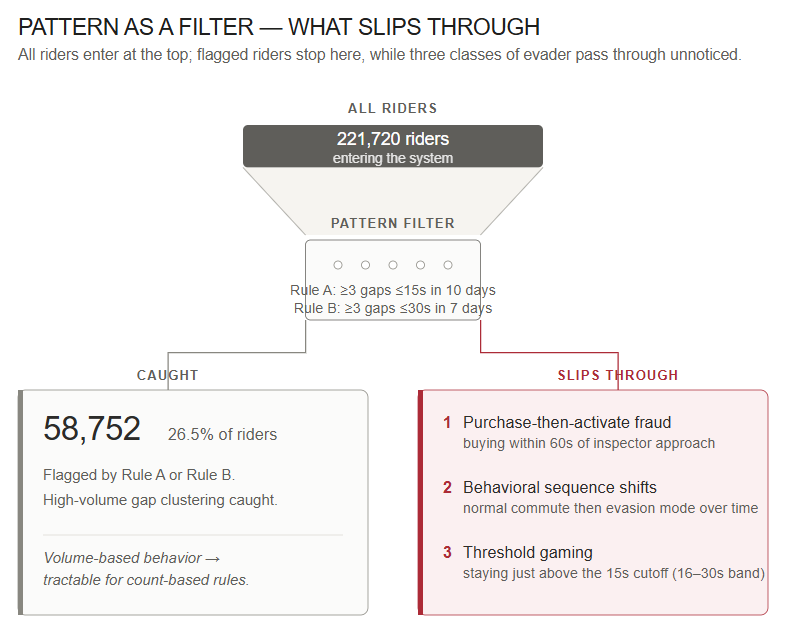 PATTERN AS A FILTER — WHAT SLIPS THROUGH
All riders enter at the top; flagged riders stop here, while three classes of evader pass through unnoticed.
ALL RIDERS
221,720 riders
entering the system
PATTERN FILTER
Rule A: ≥3 gaps ≤15s in 10 days
Rule B: ≥3 gaps ≤30s in 7 days
CAUGHT
58,752 26.5% of riders
Flagged by Rule A or Rule B.
High-volume gap clustering caught.
Volume-based behavior →
tractable for count-based rules.
SLIPS THROUGH
1 Purchase-then-activate fraud
buying within 60s of inspector approach
2 Behavioral sequence shifts
normal commute then evasion mode over time
3 Threshold gaming
staying just above the 15s cutoff (16–30s band)